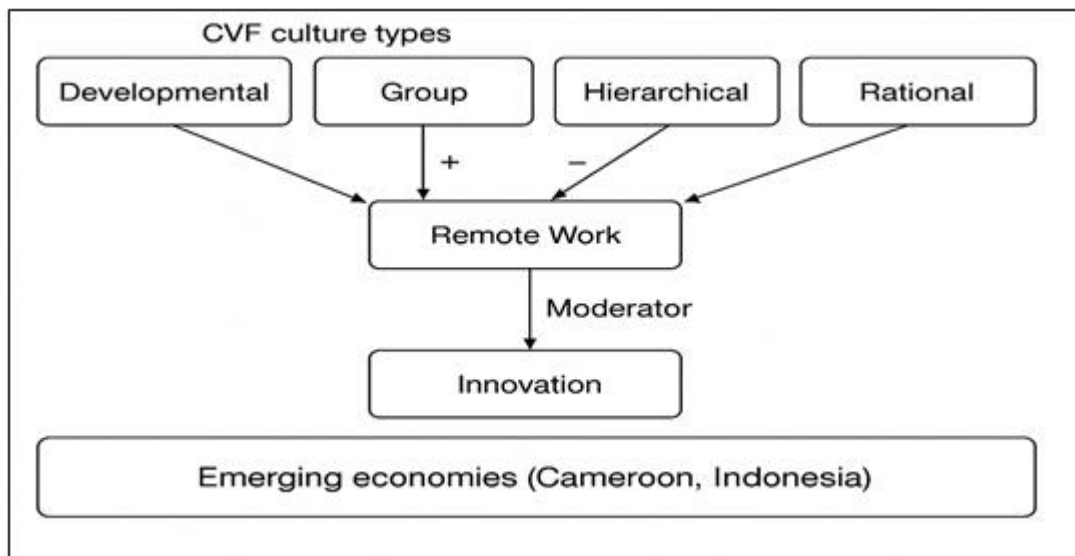 CVF culture types
Developmental
Group
Hierarchical
Rational
+
–
Remote Work
Moderator
Innovation
Emerging economies (Cameroon, Indonesia)